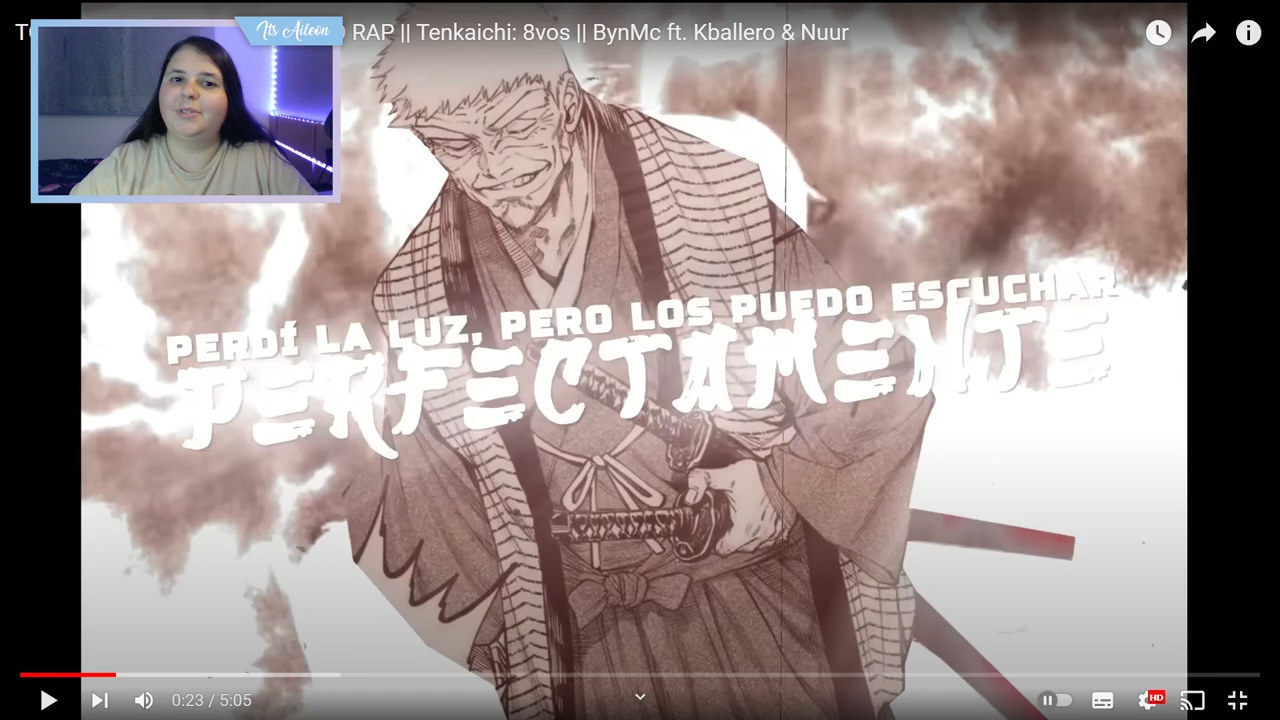 RAP || Tenkaichi: 8vos || BynMc ft. Kballero & Nuur
Its Aileon
PERDÍ LA LUZ, PERO LOS PUEDO ESCUCHAR
PERFECTAMENTE
0:23 / 5:05
HD